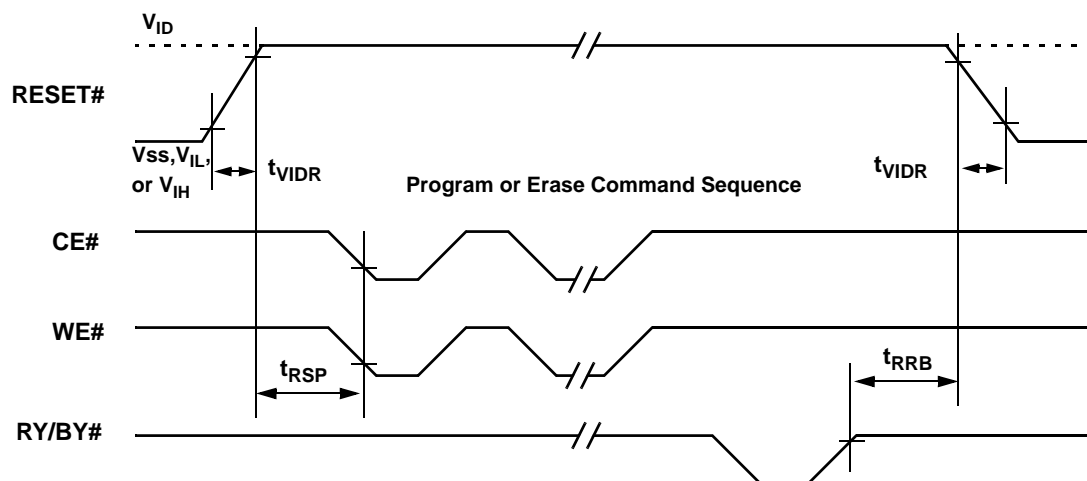 VID
RESET#
Vss,VIL,
or VIH
tVIDR
tVIDR
Program or Erase Command Sequence
CE#
WE#
tRSP
tRRB
RY/BY#